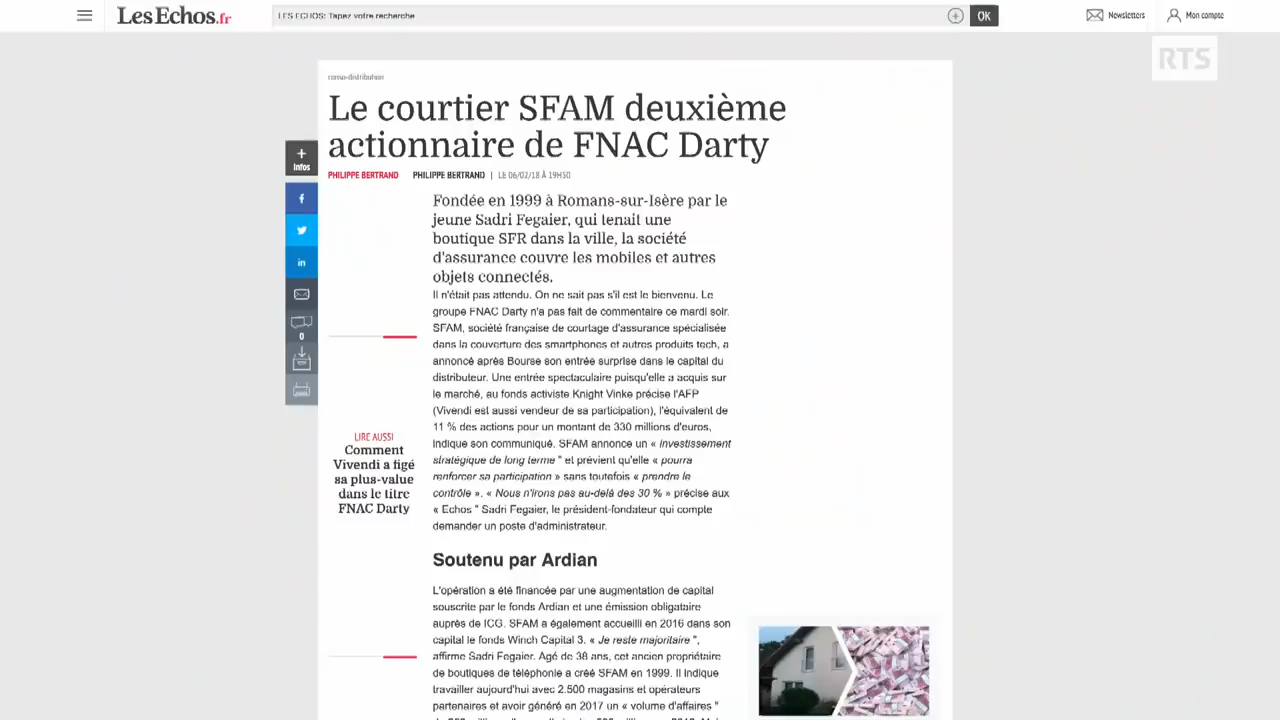 LesEchos.fr
LES ECHOS: Tapez votre recherche
OK
Newsletters
Mon compte
RTS
conso-distribution
Le courtier SFAM deuxième
actionnaire de FNAC Darty
PHILIPPE BERTRAND PHILIPPE BERTRAND | LE 06/02/18 À 19H50
+
Infos
0
Fondée en 1999 à Romans-sur-Isère par le
jeune Sadri Fegaier, qui tenait une
boutique SFR dans la ville, la société
d'assurance couvre les mobiles et autres
objets connectés.
Il n'était pas attendu. On ne sait pas s'il est le bienvenu. Le
groupe FNAC Darty n'a pas fait de commentaire ce mardi soir.
SFAM, société française de courtage d'assurance spécialisée
dans la couverture des smartphones et autres produits tech, a
annoncé après Bourse son entrée surprise dans le capital du
distributeur. Une entrée spectaculaire puisqu'elle a acquis sur
le marché, au fonds activiste Knight Vinke précise l'AFP
(Vivendi est aussi vendeur de sa participation), l'équivalent de
11 % des actions pour un montant de 330 millions d'euros,
indique son communiqué. SFAM annonce un « investissement
stratégique de long terme " et prévient qu'elle « pourra
renforcer sa participation » sans toutefois « prendre le
contrôle ». « Nous n'irons pas au-delà des 30 % » précise aux
« Echos " Sadri Fegaier, le président-fondateur qui compte
demander un poste d'administrateur.
LIRE AUSSI
Comment
Vivendi a figé
sa plus-value
dans le titre
FNAC Darty
Soutenu par Ardian
L'opération a été financée par une augmentation de capital
souscrite par le fonds Ardian et une émission obligataire
auprès de ICG. SFAM a également accueilli en 2016 dans son
capital le fonds Winch Capital 3. « Je reste majoritaire ",
affirme Sadri Fegaier. Agé de 38 ans, cet ancien propriétaire
de boutiques de téléphonie a créé SFAM en 1999. Il indique
travailler aujourd'hui avec 2.500 magasins et opérateurs
partenaires et avoir généré en 2017 un « volume d'affaires "